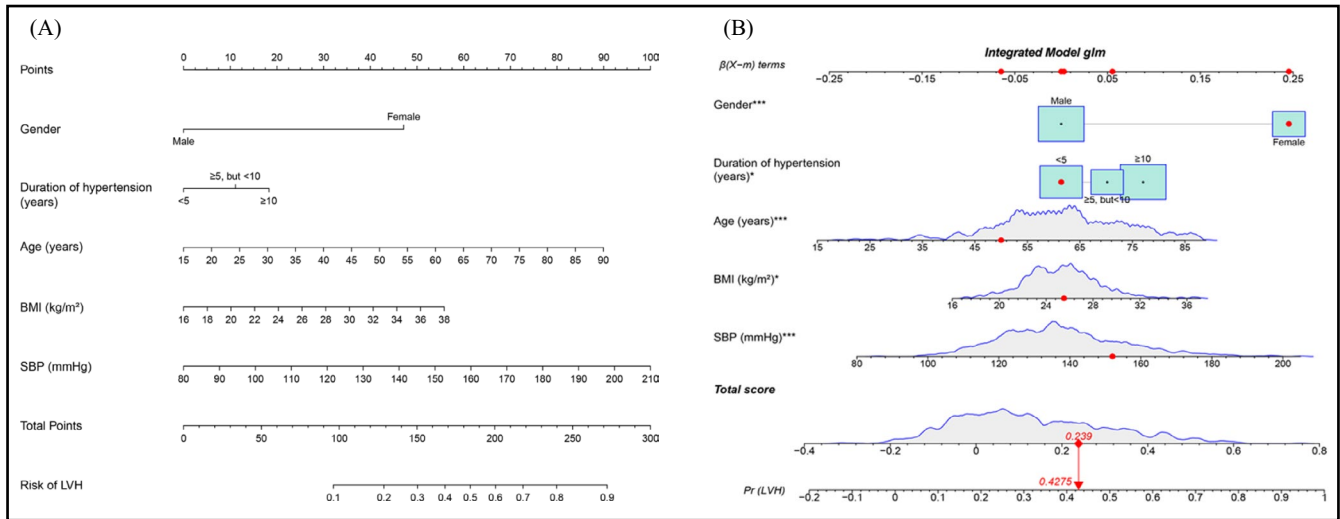 (A)
Points
0 10 20 30 40 50 60 70 80 90 100
Gender
Female
Male
Duration of hypertension
(years)
≥5, but <10
<5 ≥10
Age (years)
15 20 25 30 35 40 45 50 55 60 65 70 75 80 85 90
BMI (kg/m²)
16 18 20 22 24 26 28 30 32 34 36 38
SBP (mmHg)
80 90 100 110 120 130 140 150 160 170 180 190 200 210
Total Points
0 50 100 150 200 250 300
Risk of LVH
0.1 0.2 0.3 0.4 0.5 0.6 0.7 0.8 0.9
(B)
Integrated Model glm
β(X−m) terms
-0.25 -0.15 -0.05 0.05 0.15 0.25
Gender***
Male
Female
Duration of hypertension
(years)*
<5 ≥10
≥5, but<10
Age (years)***
15 25 35 45 55 65 75 85
BMI (kg/m²)*
16 20 24 28 32 36
SBP (mmHg)***
80 100 120 140 160 180 200
Total score
0.239
-0.4 -0.2 0 0.2 0.4 0.6 0.8
0.4275
Pr (LVH)
-0.2 -0.1 0 0.1 0.2 0.3 0.4 0.5 0.6 0.7 0.8 0.9 1